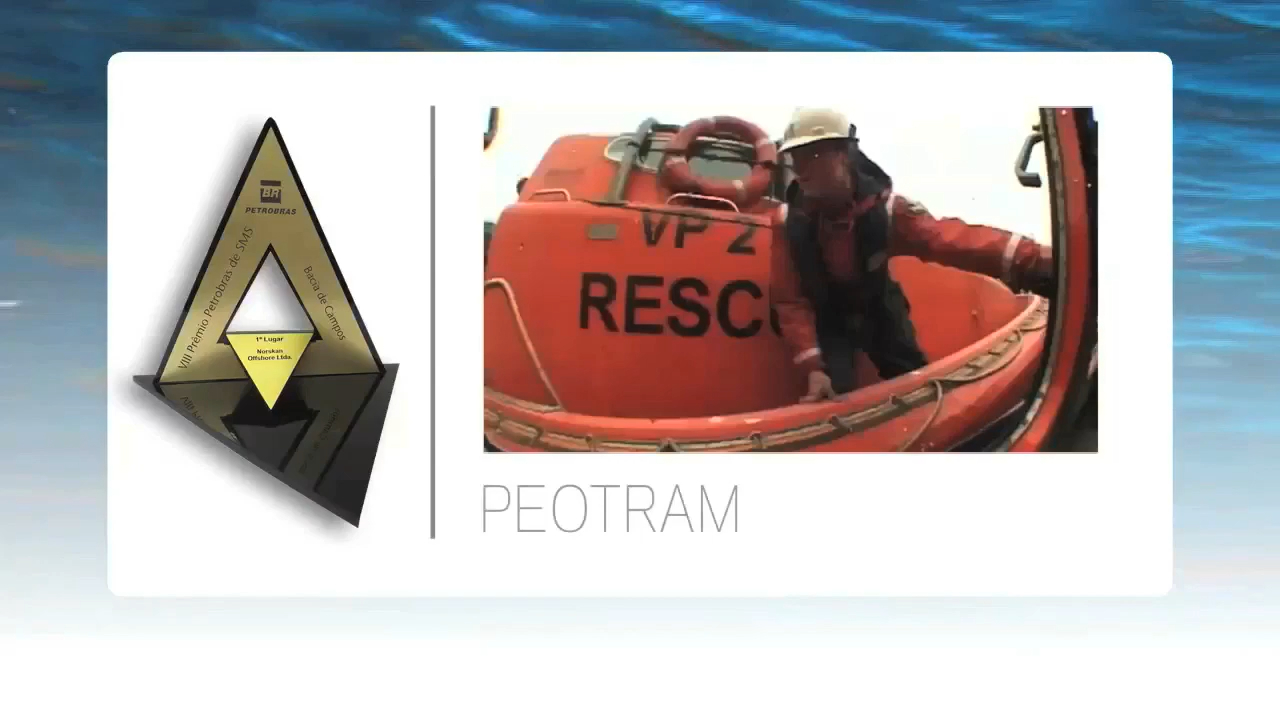 BR
PETROBRAS
VIII Prêmio Petrobras de SMS
Bacia de Campos
1º Lugar
Norskan
Offshore Ltda.
VP 2
RESC
PEOTRAM